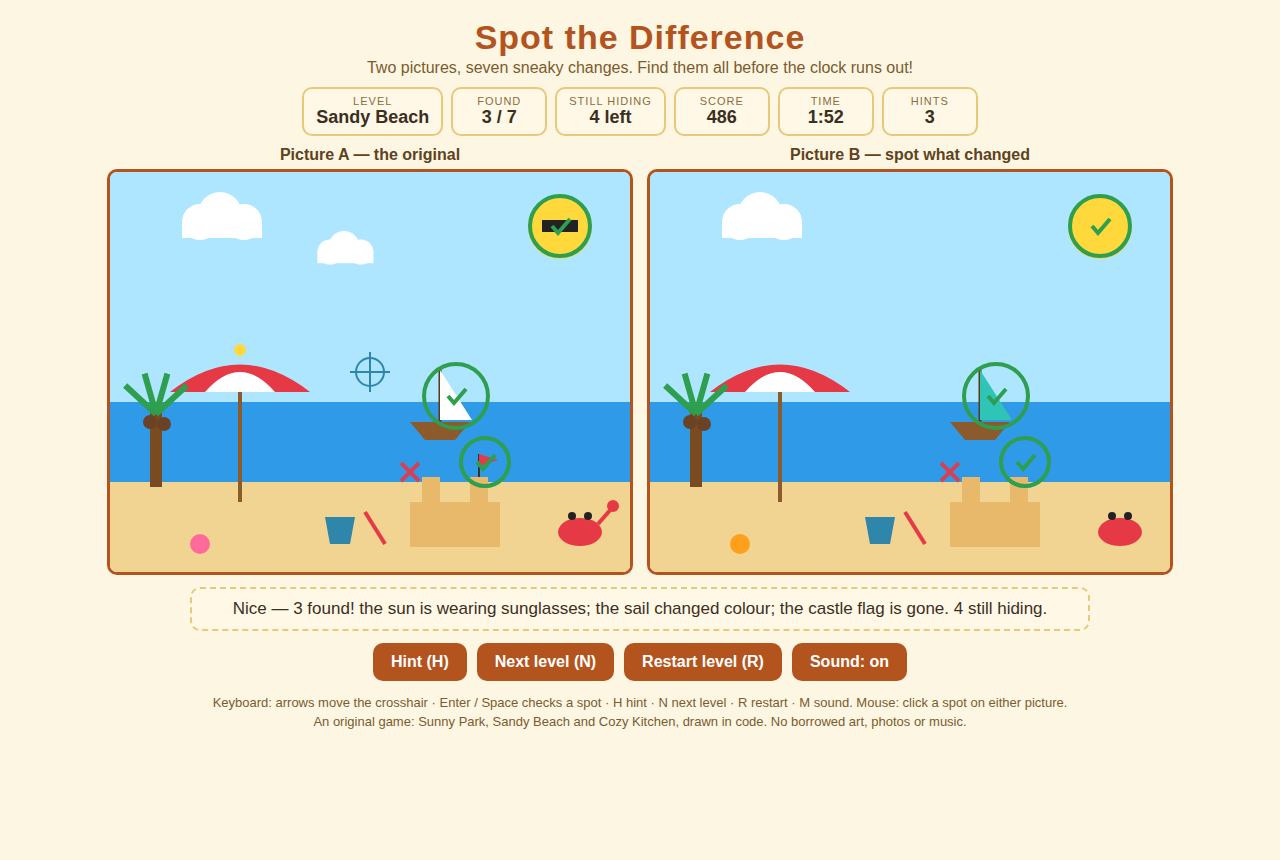 Spot the Difference
Two pictures, seven sneaky changes. Find them all before the clock runs out!
LEVEL
Sandy Beach
FOUND
3 / 7
STILL HIDING
4 left
SCORE
486
TIME
1:52
HINTS
3
Picture A — the original
Picture B — spot what changed
Nice — 3 found! the sun is wearing sunglasses; the sail changed colour; the castle flag is gone. 4 still hiding.
Hint (H)
Next level (N)
Restart level (R)
Sound: on
Keyboard: arrows move the crosshair · Enter / Space checks a spot · H hint · N next level · R restart · M sound. Mouse: click a spot on either picture.
An original game: Sunny Park, Sandy Beach and Cozy Kitchen, drawn in code. No borrowed art, photos or music.